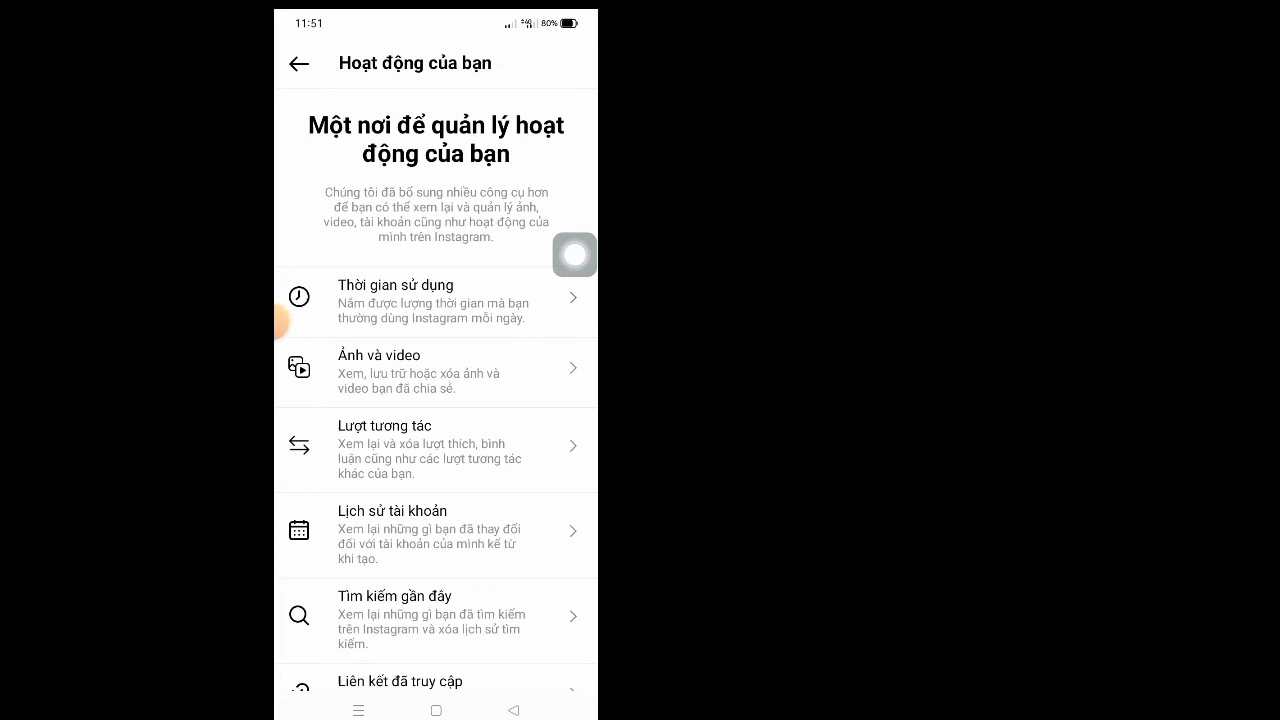 11:51
80%
Hoạt động của bạn
Một nơi để quản lý hoạt
động của bạn
Chúng tôi đã bổ sung nhiều công cụ hơn
để bạn có thể xem lại và quản lý ảnh,
video, tài khoản cũng như hoạt động của
mình trên Instagram.
Thời gian sử dụng
Nắm được lượng thời gian mà bạn
thường dùng Instagram mỗi ngày.
Ảnh và video
Xem, lưu trữ hoặc xóa ảnh và
video bạn đã chia sẻ.
Lượt tương tác
Xem lại và xóa lượt thích, bình
luận cũng như các lượt tương tác
khác của bạn.
Lịch sử tài khoản
Xem lại những gì bạn đã thay đổi
đối với tài khoản của mình kể từ
khi tạo.
Tìm kiếm gần đây
Xem lại những gì bạn đã tìm kiếm
trên Instagram và xóa lịch sử tìm
kiếm.
Liên kết đã truy cập